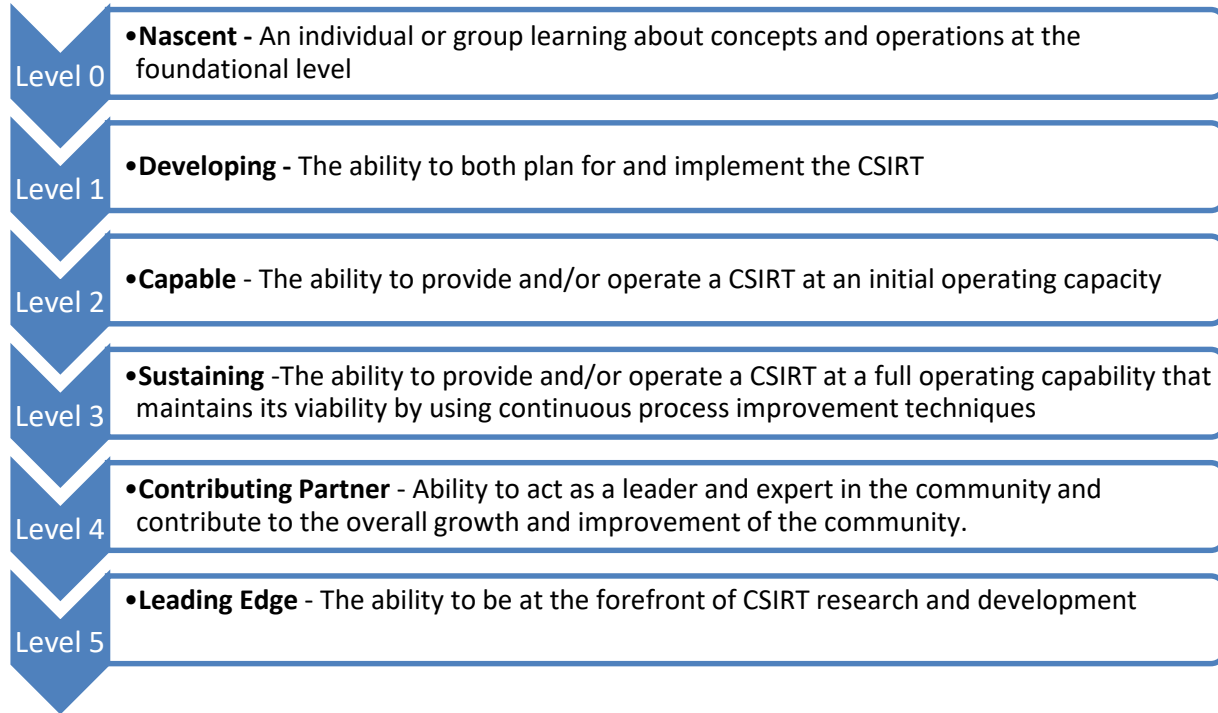 Level 0
•Nascent - An individual or group learning about concepts and operations at the
foundational level
Level 1
•Developing - The ability to both plan for and implement the CSIRT
Level 2
•Capable - The ability to provide and/or operate a CSIRT at an initial operating capacity
Level 3
•Sustaining -The ability to provide and/or operate a CSIRT at a full operating capability that
maintains its viability by using continuous process improvement techniques
Level 4
•Contributing Partner - Ability to act as a leader and expert in the community and
contribute to the overall growth and improvement of the community.
Level 5
•Leading Edge - The ability to be at the forefront of CSIRT research and development